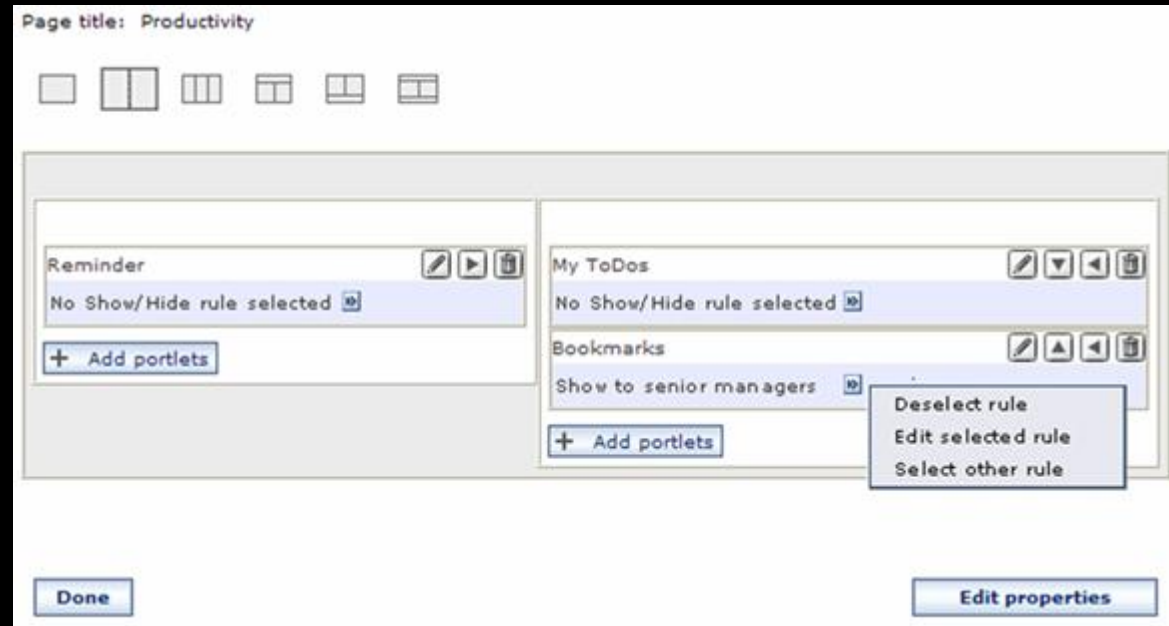 Page title: Productivity
Reminder
No Show/Hide rule selected
+ Add portlets
My ToDos
No Show/Hide rule selected
Bookmarks
Show to senior managers
+ Add portlets
Deselect rule
Edit selected rule
Select other rule
Done
Edit properties